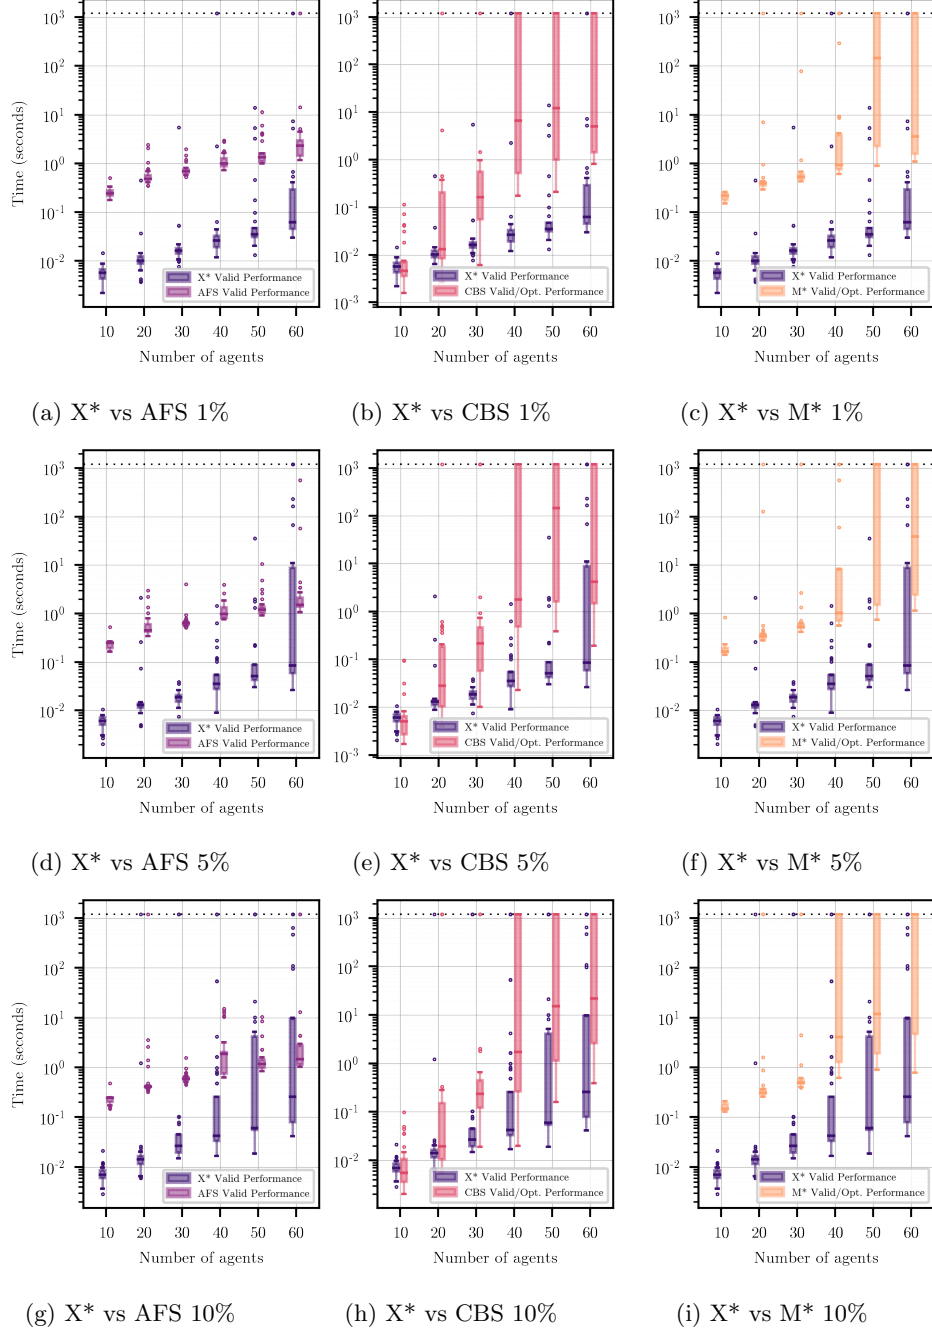 10³
10²
10¹
10⁰
10⁻¹
10⁻²
Time (seconds)
X* Valid Performance
AFS Valid Performance
10 20 30 40 50 60
Number of agents
(a) X* vs AFS 1%
10³
10²
10¹
10⁰
10⁻¹
10⁻²
10⁻³
X* Valid Performance
CBS Valid/Opt. Performance
10 20 30 40 50 60
Number of agents
(b) X* vs CBS 1%
10³
10²
10¹
10⁰
10⁻¹
10⁻²
X* Valid Performance
M* Valid/Opt. Performance
10 20 30 40 50 60
Number of agents
(c) X* vs M* 1%
10³
10²
10¹
10⁰
10⁻¹
10⁻²
Time (seconds)
X* Valid Performance
AFS Valid Performance
10 20 30 40 50 60
Number of agents
(d) X* vs AFS 5%
10³
10²
10¹
10⁰
10⁻¹
10⁻²
10⁻³
X* Valid Performance
CBS Valid/Opt. Performance
10 20 30 40 50 60
Number of agents
(e) X* vs CBS 5%
10³
10²
10¹
10⁰
10⁻¹
10⁻²
X* Valid Performance
M* Valid/Opt. Performance
10 20 30 40 50 60
Number of agents
(f) X* vs M* 5%
10³
10²
10¹
10⁰
10⁻¹
10⁻²
Time (seconds)
X* Valid Performance
AFS Valid Performance
10 20 30 40 50 60
Number of agents
(g) X* vs AFS 10%
10³
10²
10¹
10⁰
10⁻¹
10⁻²
X* Valid Performance
CBS Valid/Opt. Performance
10 20 30 40 50 60
Number of agents
(h) X* vs CBS 10%
10³
10²
10¹
10⁰
10⁻¹
10⁻²
X* Valid Performance
M* Valid/Opt. Performance
10 20 30 40 50 60
Number of agents
(i) X* vs M* 10%